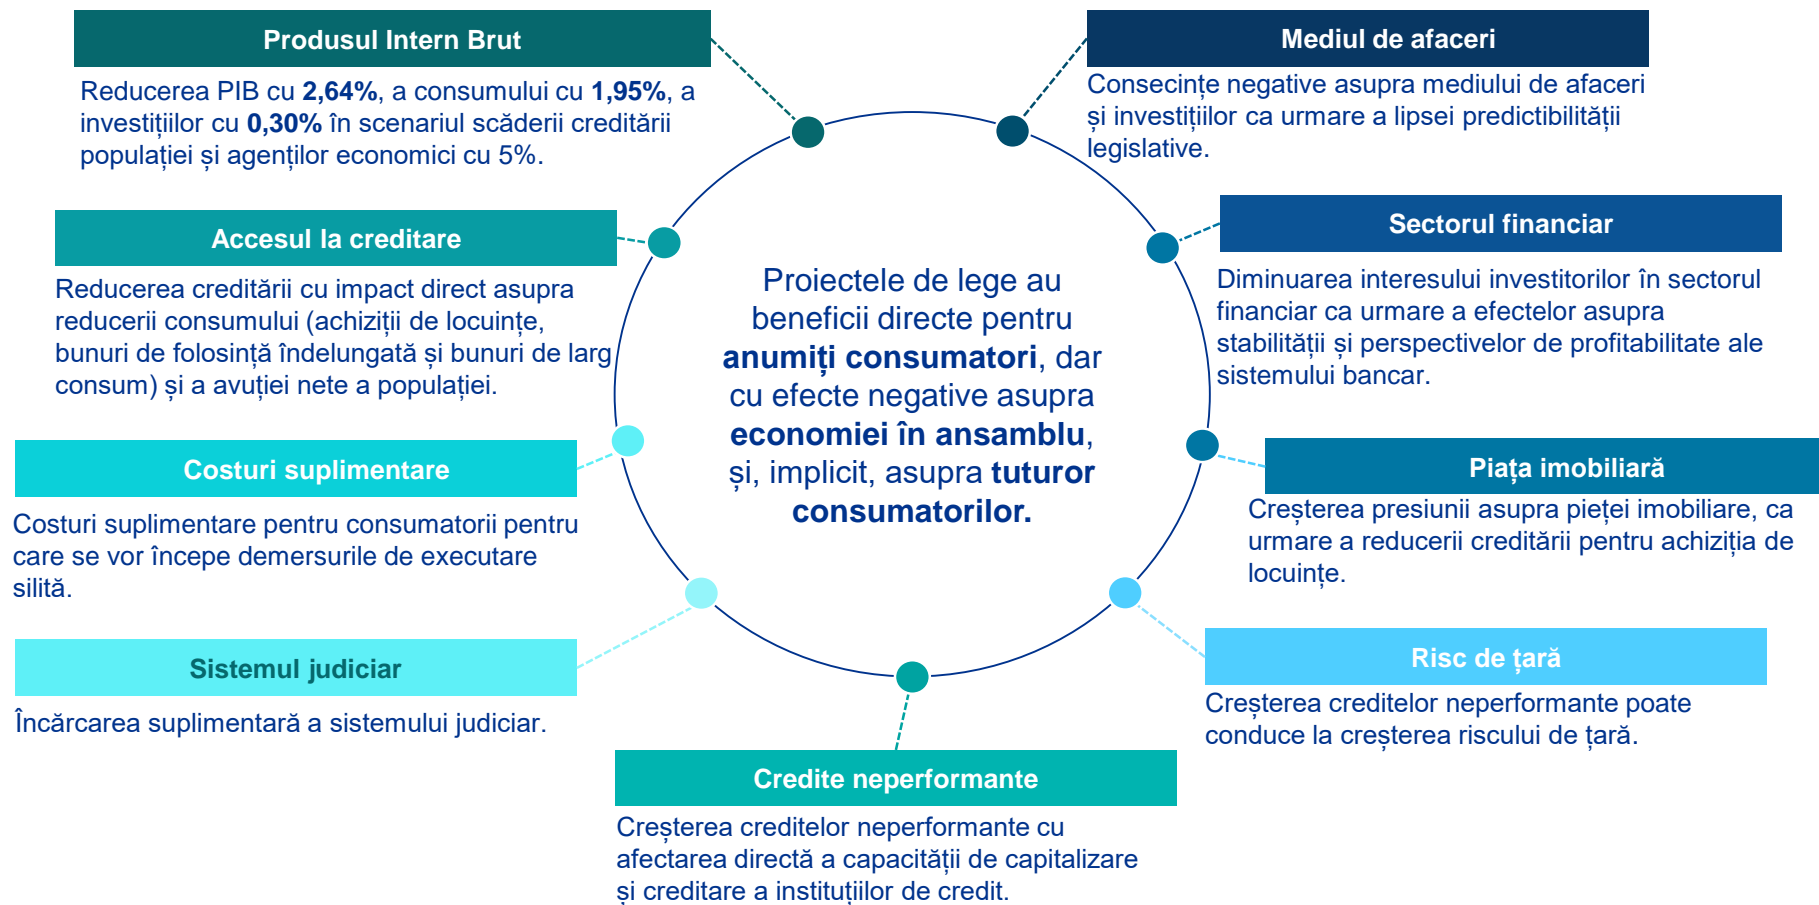 Produsul Intern Brut
Reducerea PIB cu 2,64%, a consumului cu 1,95%, a
investițiilor cu 0,30% în scenariul scăderii creditării
populației și agenților economici cu 5%.
Mediul de afaceri
Consecințe negative asupra mediului de afaceri
și investițiilor ca urmare a lipsei predictibilității
legislative.
Accesul la creditare
Reducerea creditării cu impact direct asupra
reducerii consumului (achiziții de locuințe,
bunuri de folosință îndelungată și bunuri de larg
consum) și a avuției nete a populației.
Sectorul financiar
Diminuarea interesului investitorilor în sectorul
financiar ca urmare a efectelor asupra
stabilității și perspectivelor de profitabilitate ale
sistemului bancar.
Proiectele de lege au
beneficii directe pentru
anumiți consumatori, dar
cu efecte negative asupra
economiei în ansamblu,
și, implicit, asupra tuturor
consumatorilor.
Costuri suplimentare
Costuri suplimentare pentru consumatorii pentru
care se vor începe demersurile de executare
silită.
Piața imobiliară
Creșterea presiunii asupra pieței imobiliare, ca
urmare a reducerii creditării pentru achiziția de
locuințe.
Sistemul judiciar
Încărcarea suplimentară a sistemului judiciar.
Risc de țară
Creșterea creditelor neperformante poate
conduce la creșterea riscului de țară.
Credite neperformante
Creșterea creditelor neperformante cu
afectarea directă a capacității de capitalizare
și creditare a instituțiilor de credit.